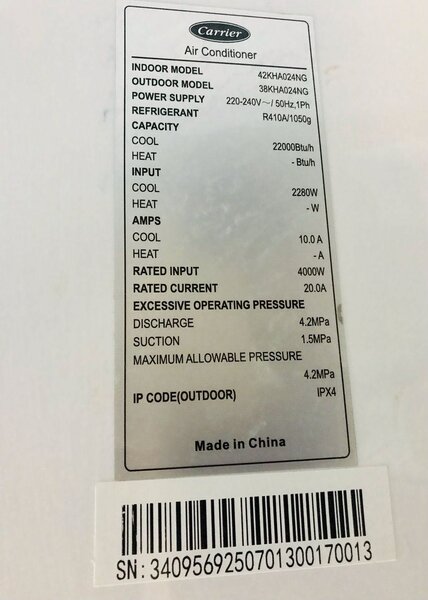 Carrier
Air Conditioner
INDOOR MODEL 42KHA024NG
OUTDOOR MODEL 38KHA024NG
POWER SUPPLY 220-240V～/ 50Hz,1Ph
REFRIGERANT R410A/1050g
CAPACITY
COOL 22000Btu/h
HEAT - Btu/h
INPUT
COOL 2280W
HEAT - W
AMPS
COOL 10.0 A
HEAT - A
RATED INPUT 4000W
RATED CURRENT 20.0A
EXCESSIVE OPERATING PRESSURE
DISCHARGE 4.2MPa
SUCTION 1.5MPa
MAXIMUM ALLOWABLE PRESSURE
4.2MPa
IP CODE(OUTDOOR) IPX4
Made in China
SN: 3409569250701300170013